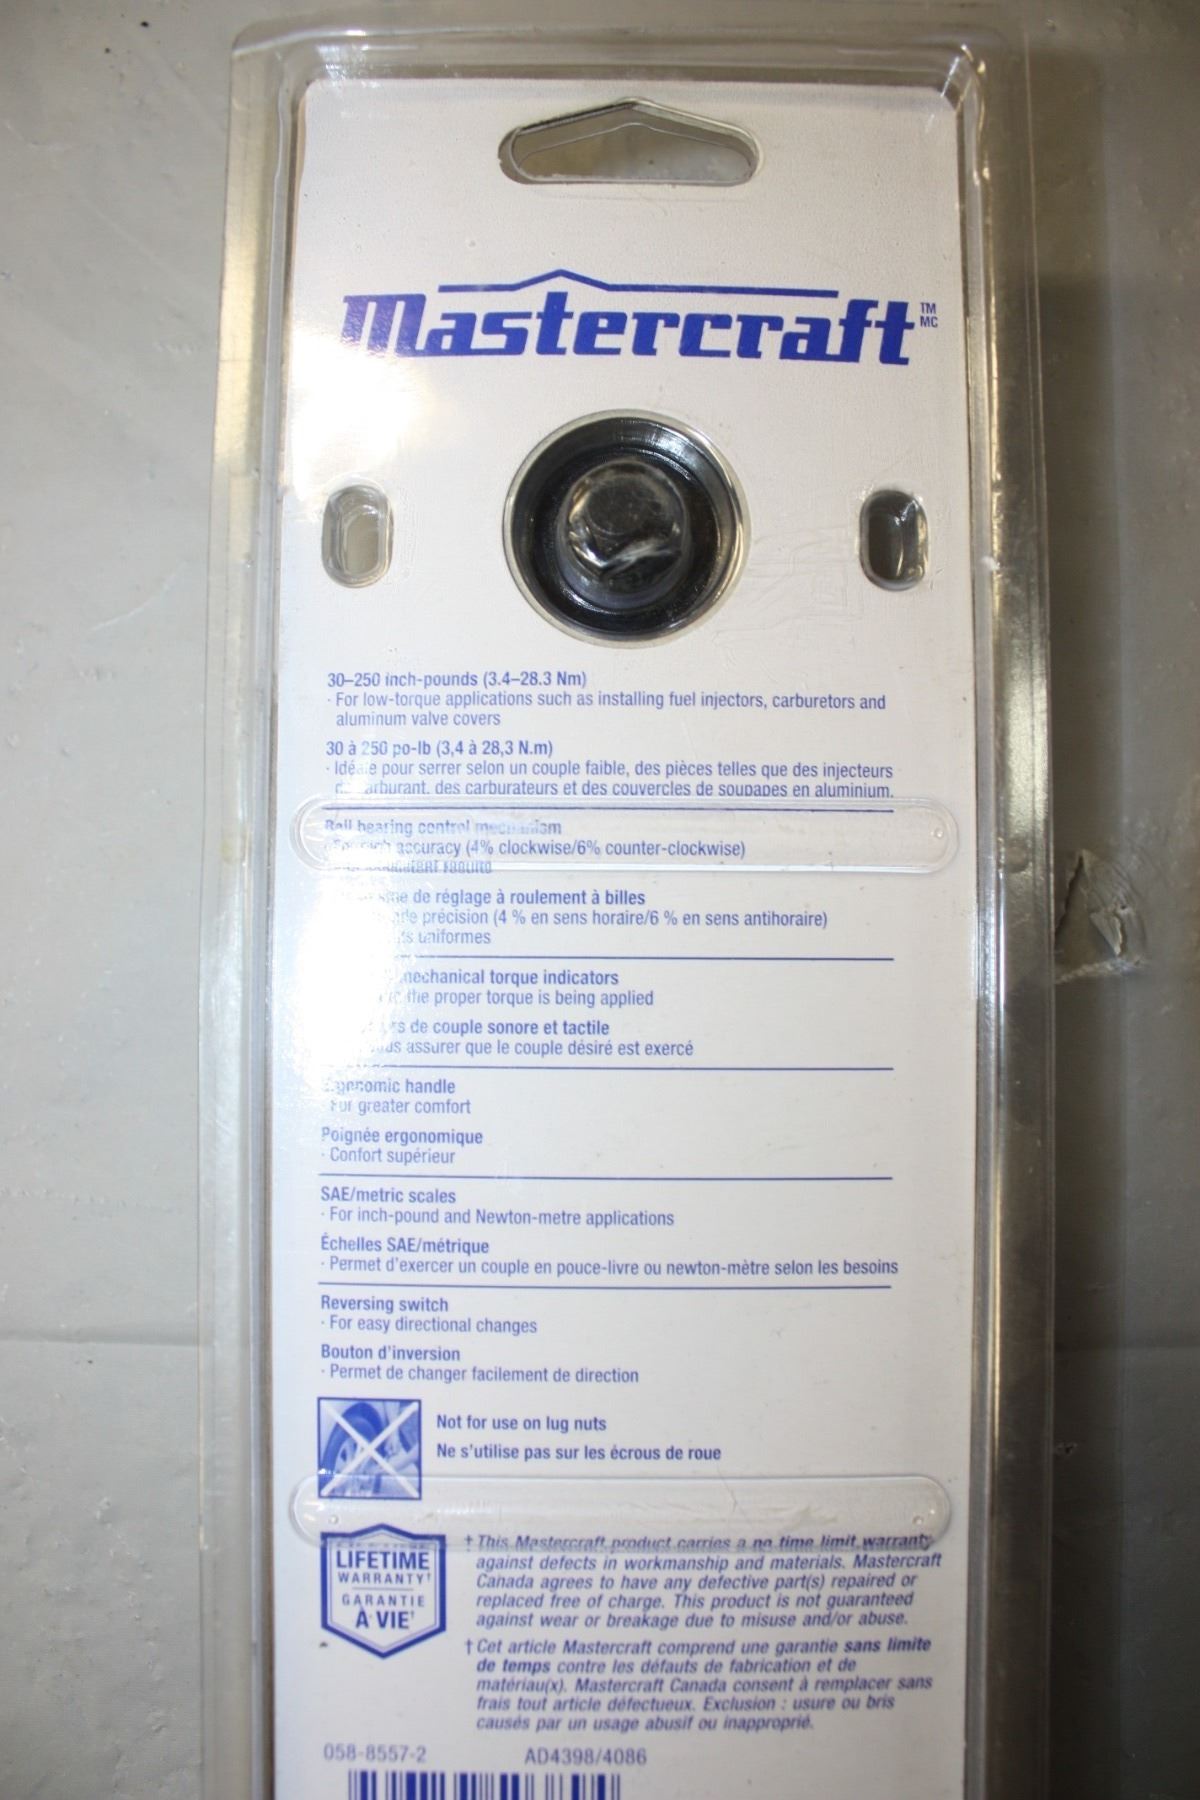 Mastercraft TM MC
30–250 inch-pounds (3.4–28.3 Nm)
· For low-torque applications such as installing fuel injectors, carburetors and
aluminum valve covers
30 à 250 po-lb (3,4 à 28,3 N.m)
· Idéale pour serrer selon un couple faible, des pièces telles que des injecteurs
carburant, des carburateurs et des couvercles de soupapes en aluminium.
Ball bearing control mechanism
accuracy (4% clockwise/6% counter-clockwise)
de réglage à roulement à billes
précision (4 % en sens horaire/6 % en sens antihoraire)
uniformes
mechanical torque indicators
the proper torque is being applied
de couple sonore et tactile
vous assurer que le couple désiré est exercé
Ergonomic handle
· For greater comfort
Poignée ergonomique
· Confort supérieur
SAE/metric scales
· For inch-pound and Newton-metre applications
Échelles SAE/métrique
· Permet d'exercer un couple en pouce-livre ou newton-mètre selon les besoins
Reversing switch
· For easy directional changes
Bouton d'inversion
· Permet de changer facilement de direction
Not for use on lug nuts
Ne s'utilise pas sur les écrous de roue
LIFETIME
WARRANTY†
GARANTIE
À VIE†
† This Mastercraft product carries a no time limit warranty
against defects in workmanship and materials. Mastercraft
Canada agrees to have any defective part(s) repaired or
replaced free of charge. This product is not guaranteed
against wear or breakage due to misuse and/or abuse.
† Cet article Mastercraft comprend une garantie sans limite
de temps contre les défauts de fabrication et de
matériau(x). Mastercraft Canada consent à remplacer sans
frais tout article défectueux. Exclusion : usure ou bris
causés par un usage abusif ou inapproprié.
058-8557-2 AD4398/4086